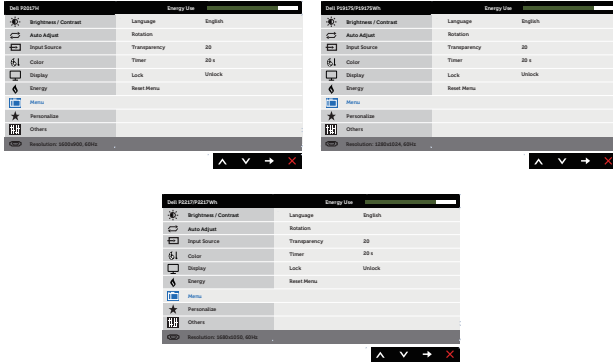 Dell P2017H Energy Use
Brightness / Contrast Language English
Auto Adjust Rotation
Input Source Transparency 20
Color Timer 20 s
Display Lock Unlock
Energy Reset Menu
Menu
Personalize
Others
Resolution: 1600x900, 60Hz
Dell P1917S/P1917SWh Energy Use
Brightness / Contrast Language English
Auto Adjust Rotation
Input Source Transparency 20
Color Timer 20 s
Display Lock Unlock
Energy Reset Menu
Menu
Personalize
Others
Resolution: 1280x1024, 60Hz
Dell P2217/P2217Wh Energy Use
Brightness / Contrast Language English
Auto Adjust Rotation
Input Source Transparency 20
Color Timer 20 s
Display Lock Unlock
Energy Reset Menu
Menu
Personalize
Others
Resolution: 1680x1050, 60Hz